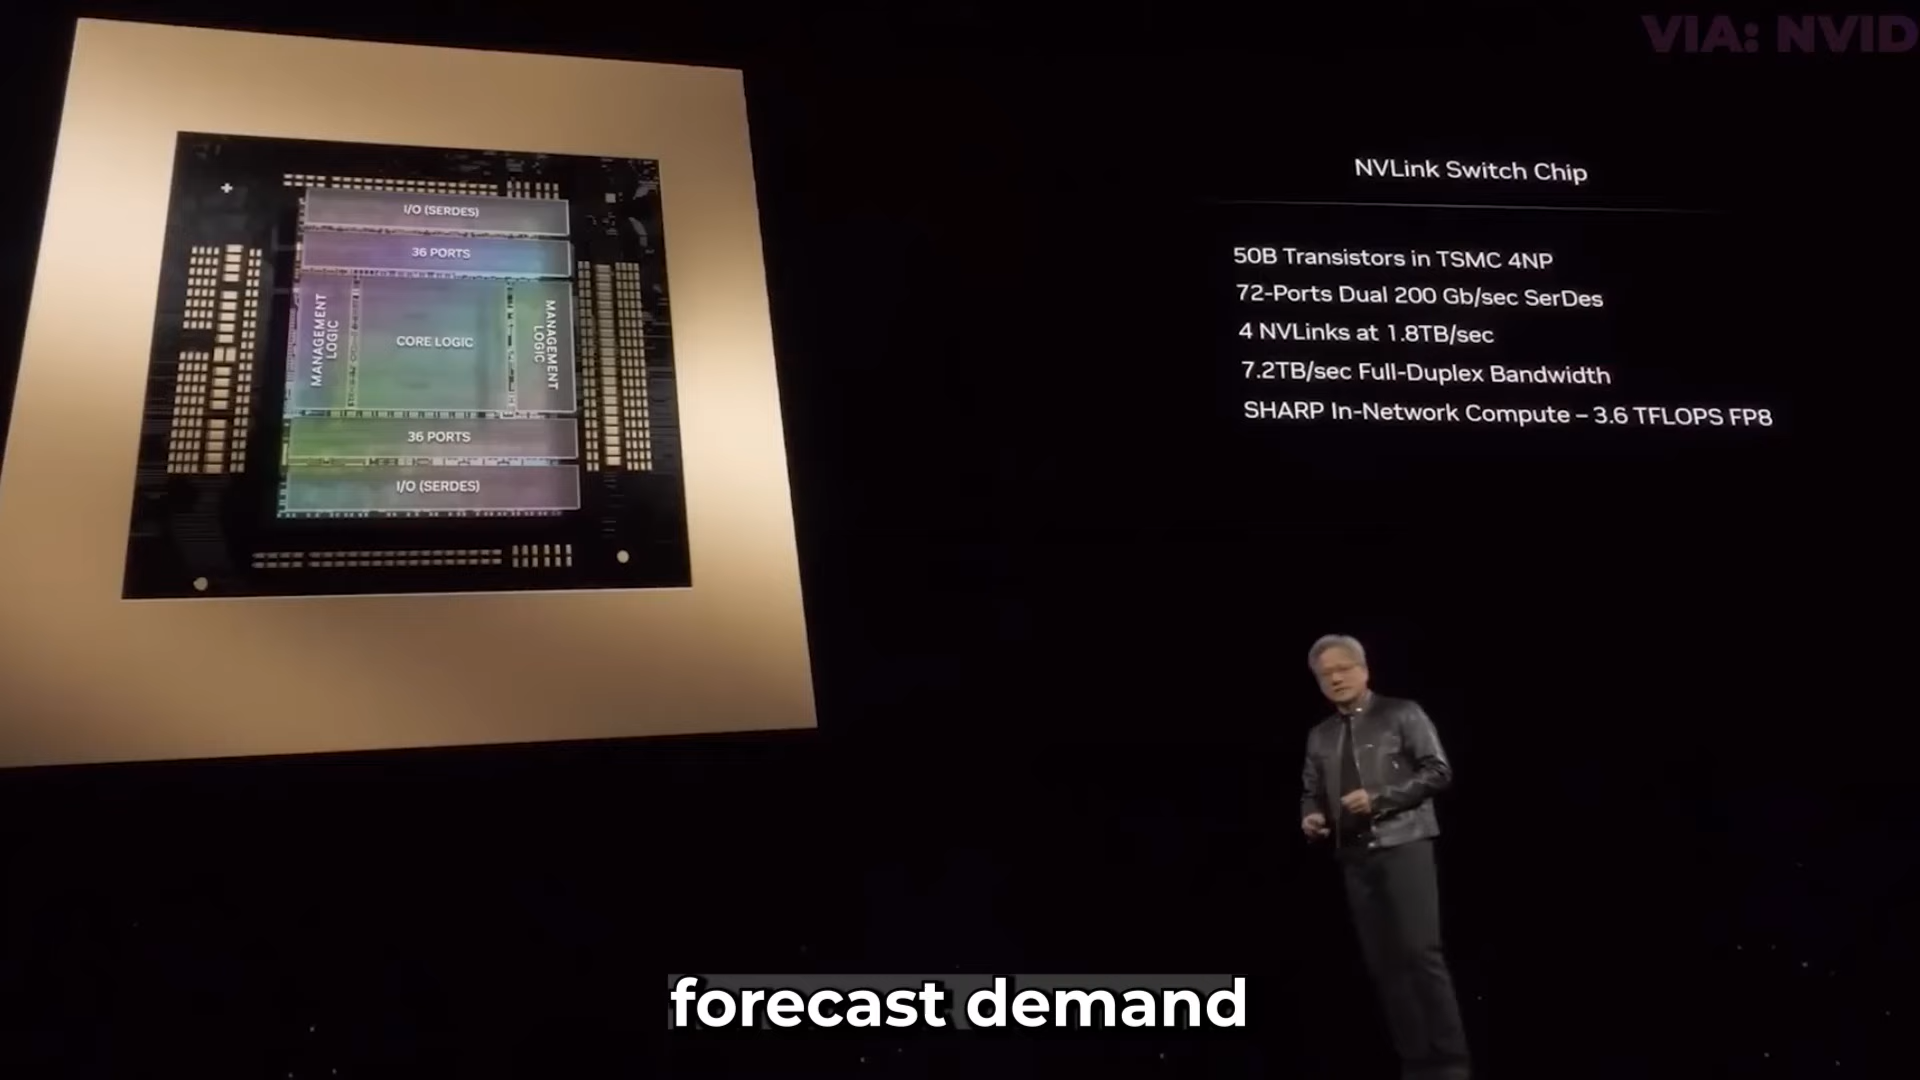 VIA: NVID
NVLink Switch Chip
50B Transistors in TSMC 4NP
72-Ports Dual 200 Gb/sec SerDes
4 NVLinks at 1.8TB/sec
7.2TB/sec Full-Duplex Bandwidth
SHARP In-Network Compute – 3.6 TFLOPS FP8
I/O (SERDES)
36 PORTS
MANAGEMENT
LOGIC
CORE LOGIC
MANAGEMENT
LOGIC
36 PORTS
I/O (SERDES)
forecast demand